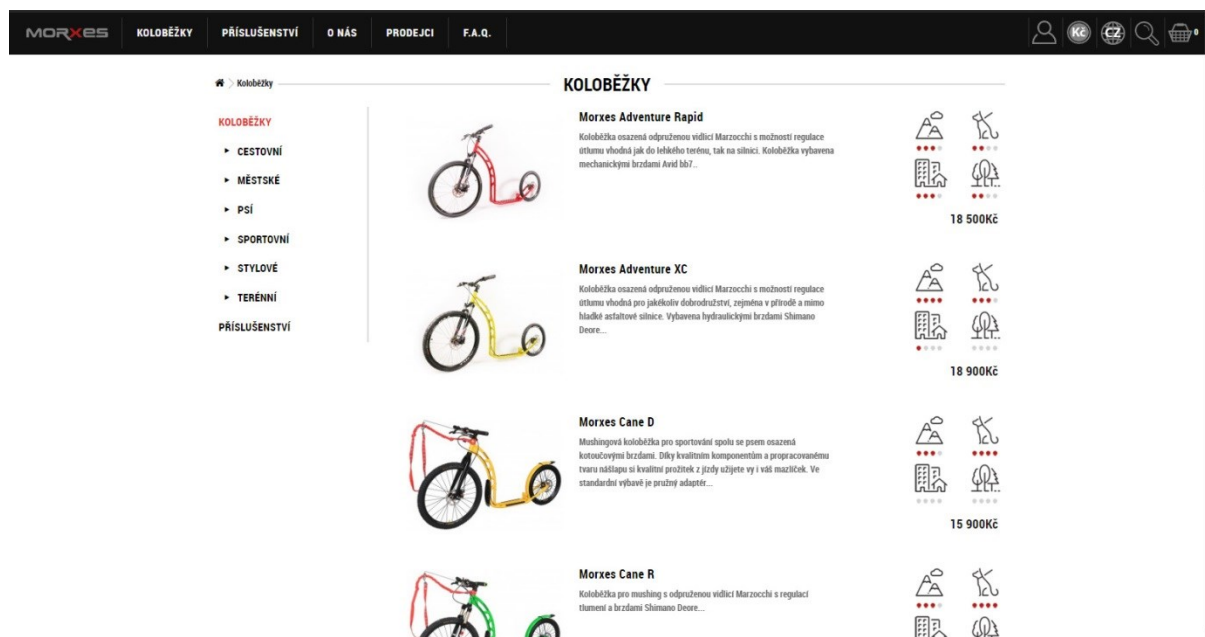 MORXES KOLOBĚŽKY PŘÍSLUŠENSTVÍ O NÁS PRODEJCI F.A.Q. Kč CZ 0
Koloběžky
KOLOBĚŽKY
KOLOBĚŽKY
CESTOVNÍ
MĚSTSKÉ
PSÍ
SPORTOVNÍ
STYLOVÉ
TERÉNNÍ
PŘÍSLUŠENSTVÍ
Morxes Adventure Rapid
Koloběžka osazená odpruženou vidlicí Marzocchi s možností regulace
útlumu vhodná jak do lehkého terénu, tak na silnici. Koloběžka vybavena
mechanickými brzdami Avid bb7..
18 500Kč
Morxes Adventure XC
Koloběžka osazená odpruženou vidlicí Marzocchi s možností regulace
útlumu vhodná pro jakékoliv dobrodružství, zejména v přírodě a mimo
hladké asfaltové silnice. Vybavena hydraulickými brzdami Shimano
Deore...
18 900Kč
Morxes Cane D
Mushingová koloběžka pro sportování spolu se psem osazená
kotoučovými brzdami. Díky kvalitním komponentům a propracovanému
tvaru nášlapu si kvalitní prožitek z jízdy užijete vy i váš mazlíček. Ve
standardní výbavě je pružný adaptér...
15 900Kč
Morxes Cane R
Koloběžka pro mushing s odpruženou vidlicí Marzocchi s regulací
tlumení a brzdami Shimano Deore...